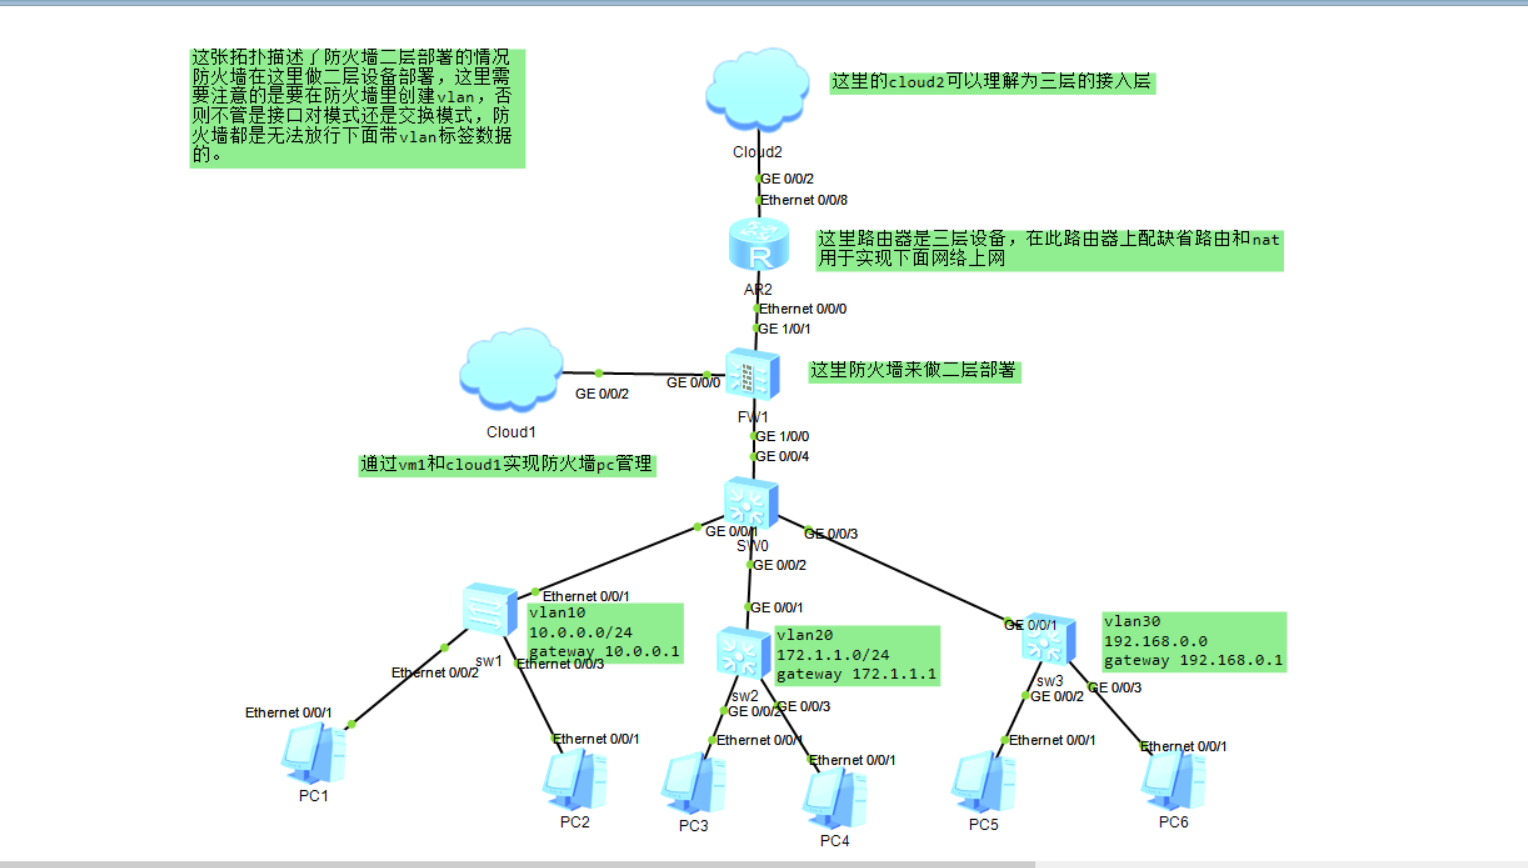 这张拓扑描述了防火墙二层部署的情况
防火墙在这里做二层设备部署，这里需
要注意的是要在防火墙里创建vlan，否
则不管是接口对模式还是交换模式，防
火墙都是无法放行下面带vlan标签数据
的。
这里的cloud2可以理解为三层的接入层
Cloud2
GE 0/0/2
Ethernet 0/0/8
这里路由器是三层设备，在此路由器上配缺省路由和nat
用于实现下面网络上网
AR2
Ethernet 0/0/0
GE 1/0/1
这里防火墙来做二层部署
GE 0/0/0
GE 0/0/2
FW1
Cloud1
GE 1/0/0
GE 0/0/4
通过vm1和cloud1实现防火墙pc管理
GE 0/0/1
GE 0/0/3
SW0
GE 0/0/2
Ethernet 0/0/1
vlan10
10.0.0.0/24
gateway 10.0.0.1
sw1
Ethernet 0/0/2
Ethernet 0/0/3
GE 0/0/1
vlan20
172.1.1.0/24
gateway 172.1.1.1
sw2
GE 0/0/2
GE 0/0/3
GE 0/0/1
vlan30
192.168.0.0
gateway 192.168.0.1
sw3
GE 0/0/2
GE 0/0/3
Ethernet 0/0/1
PC1
Ethernet 0/0/1
PC2
Ethernet 0/0/1
PC3
Ethernet 0/0/1
PC4
Ethernet 0/0/1
PC5
Ethernet 0/0/1
PC6